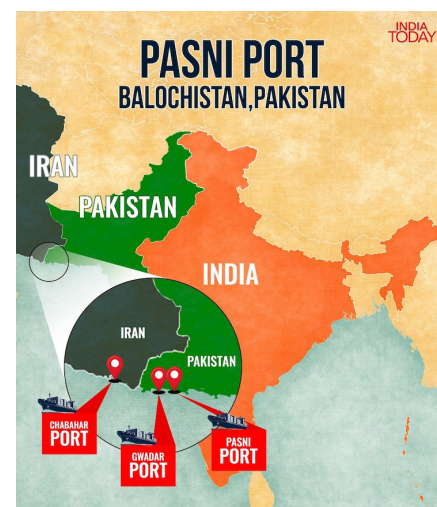 INDIA
TODAY
PASNI PORT
BALOCHISTAN,PAKISTAN
IRAN
PAKISTAN
INDIA
IRAN
PAKISTAN
CHABAHAR
PORT
GWADAR
PORT
PASNI
PORT